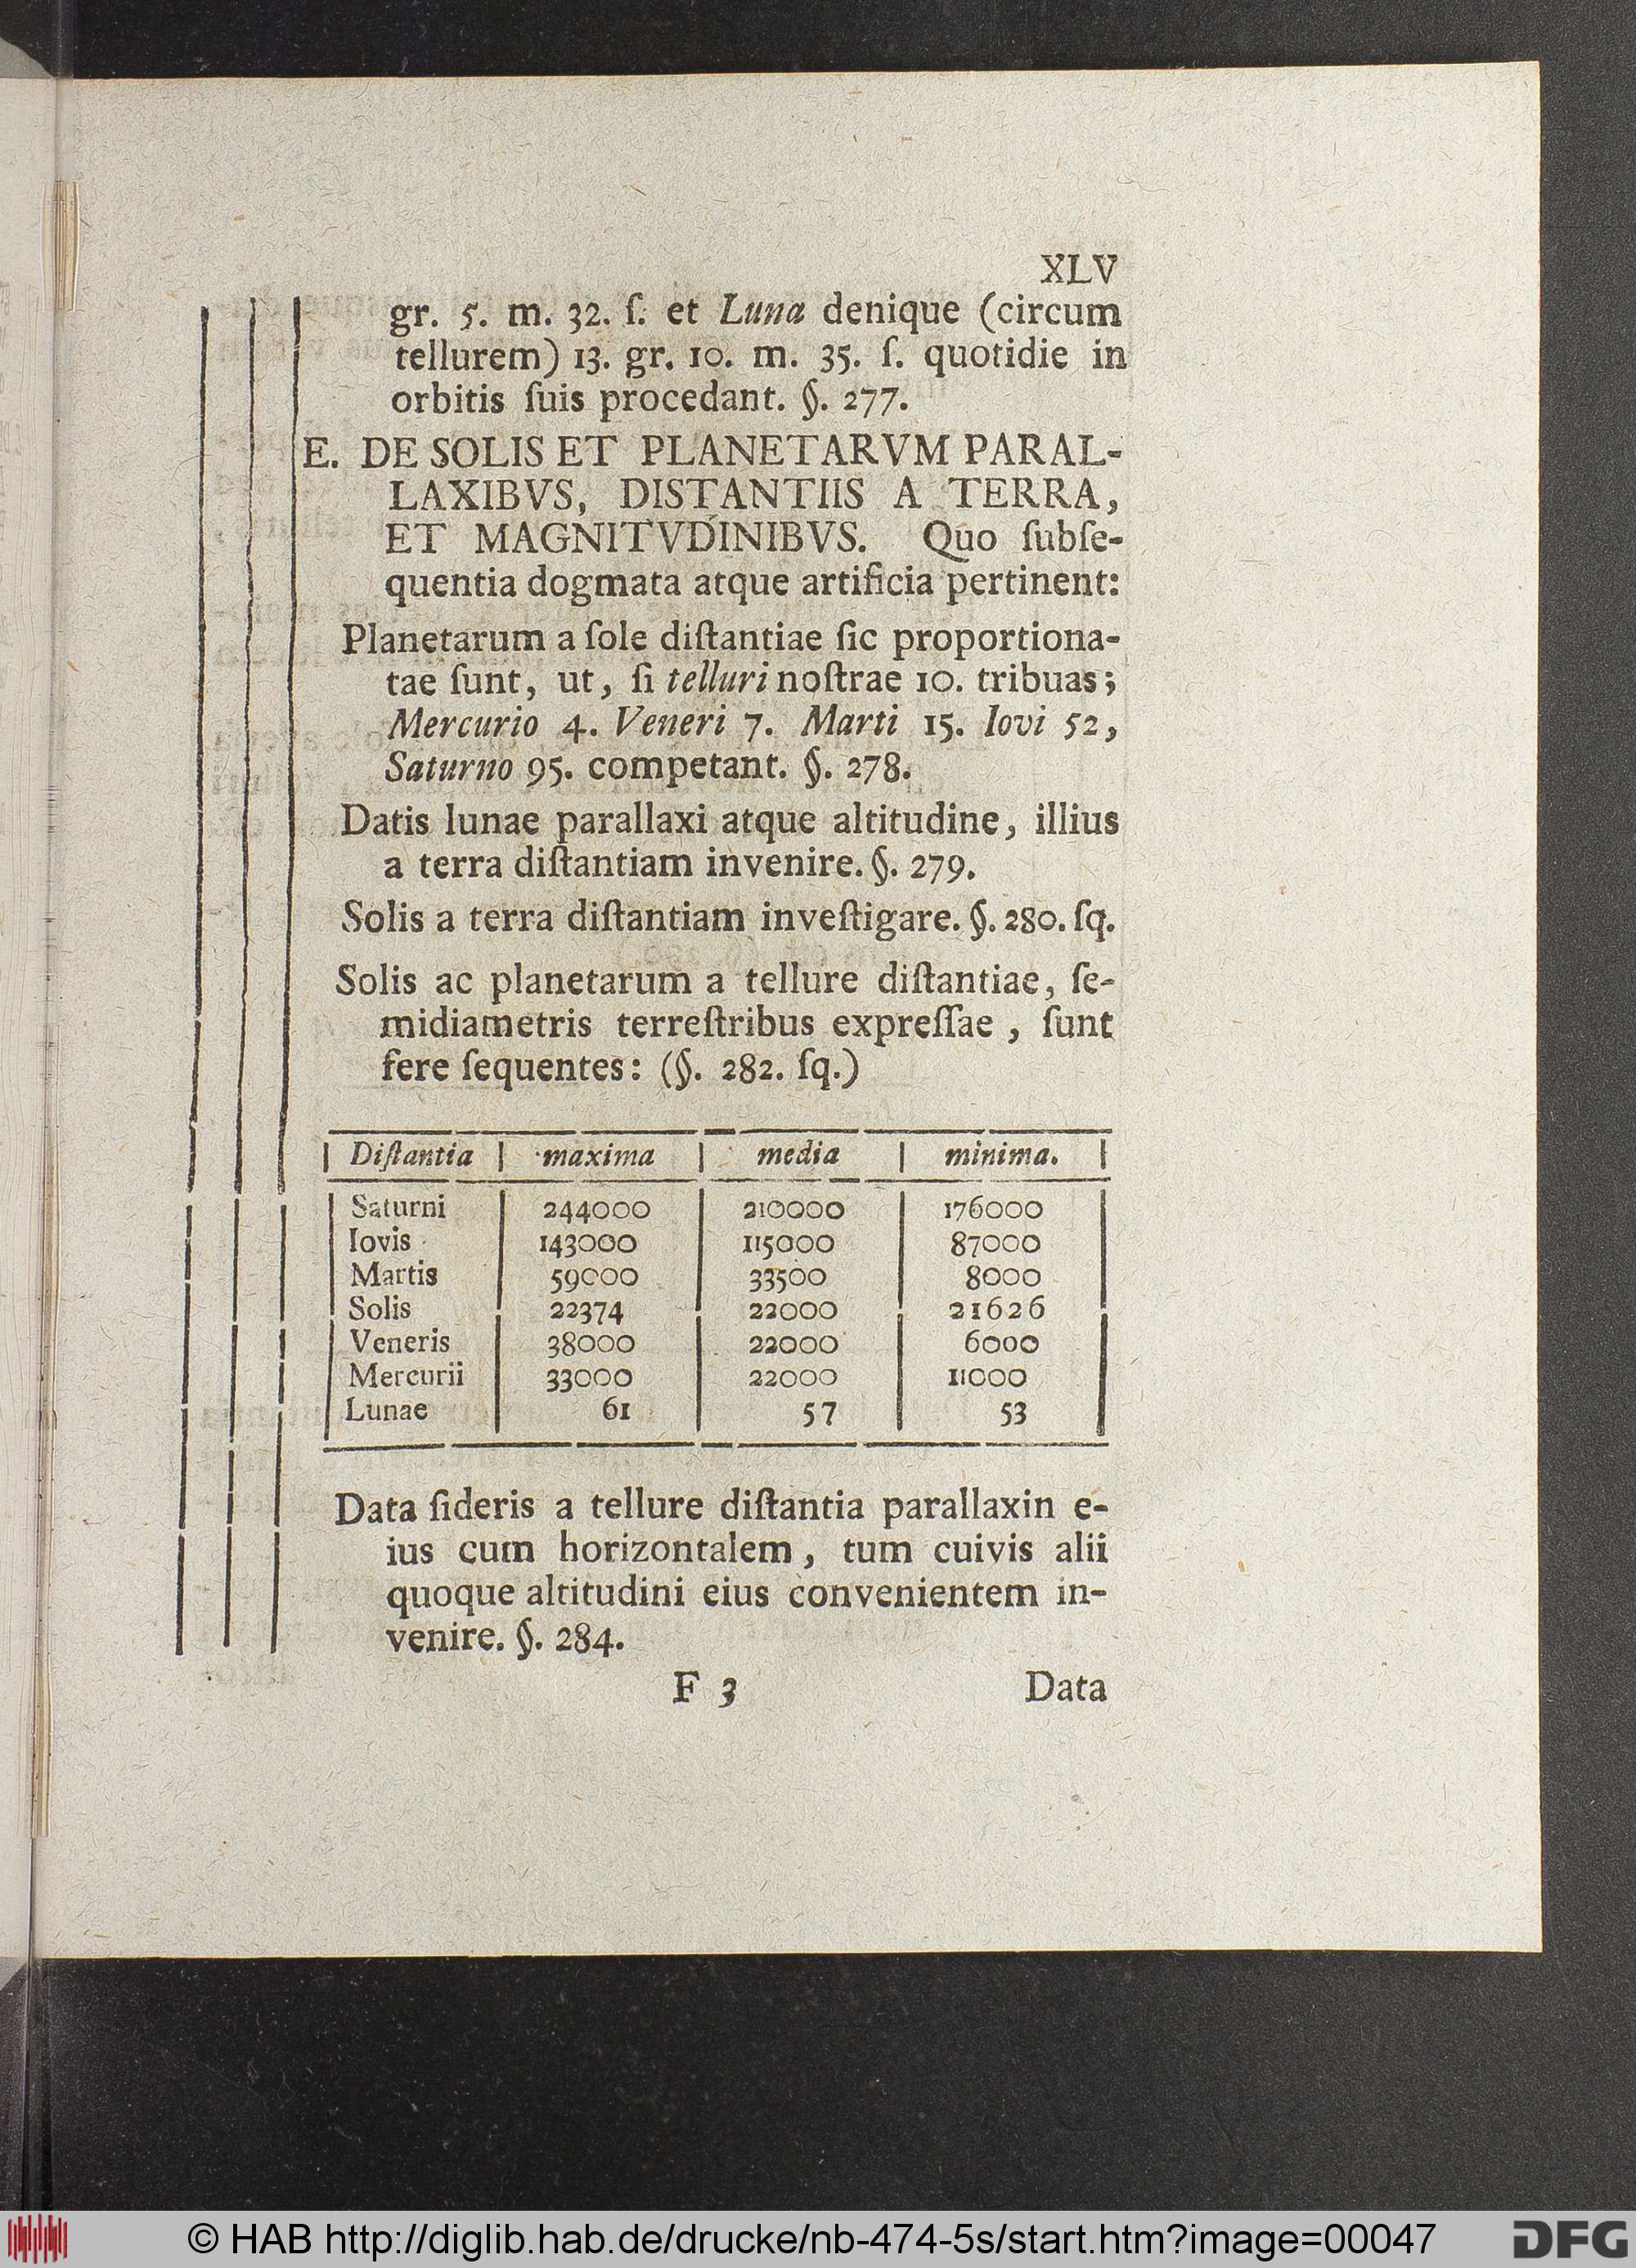 XLV
gr. 5. m. 32. ſ. et Luna denique (circum
tellurem) 13. gr. 10. m. 35. ſ. quotidie in
orbitis ſuis procedant. §. 277.
E. DE SOLIS ET PLANETARVM PARAL-
LAXIBVS, DISTANTIIS A TERRA,
ET MAGNITVDINIBVS. Quo ſubſe-
quentia dogmata atque artificia pertinent:
Planetarum a ſole diſtantiae ſic proportiona-
tae ſunt, ut, ſi telluri noſtrae 10. tribuas;
Mercurio 4. Veneri 7. Marti 15. Iovi 52,
Saturno 95. competant. §. 278.
Datis lunae parallaxi atque altitudine, illius
a terra diſtantiam invenire. §. 279.
Solis a terra diſtantiam inveſtigare. §. 280. ſq.
Solis ac planetarum a tellure diſtantiae, ſe-
midiametris terreſtribus expreſſae, ſunt
fere ſequentes: (§. 282. ſq.)
Diſtantia | maxima | media | minima.
Saturni | 244000 | 210000 | 176000
Iovis | 143000 | 115000 | 87000
Martis | 59000 | 33500 | 8000
Solis | 22374 | 22000 | 21626
Veneris | 38000 | 22000 | 6000
Mercurii | 33000 | 22000 | 11000
Lunae | 61 | 57 | 53
Data ſideris a tellure diſtantia parallaxin e-
ius cum horizontalem, tum cuivis alii
quoque altitudini eius convenientem in-
venire. §. 284.
F 3 Data
© HAB http://diglib.hab.de/drucke/nb-474-5s/start.htm?image=00047
DFG